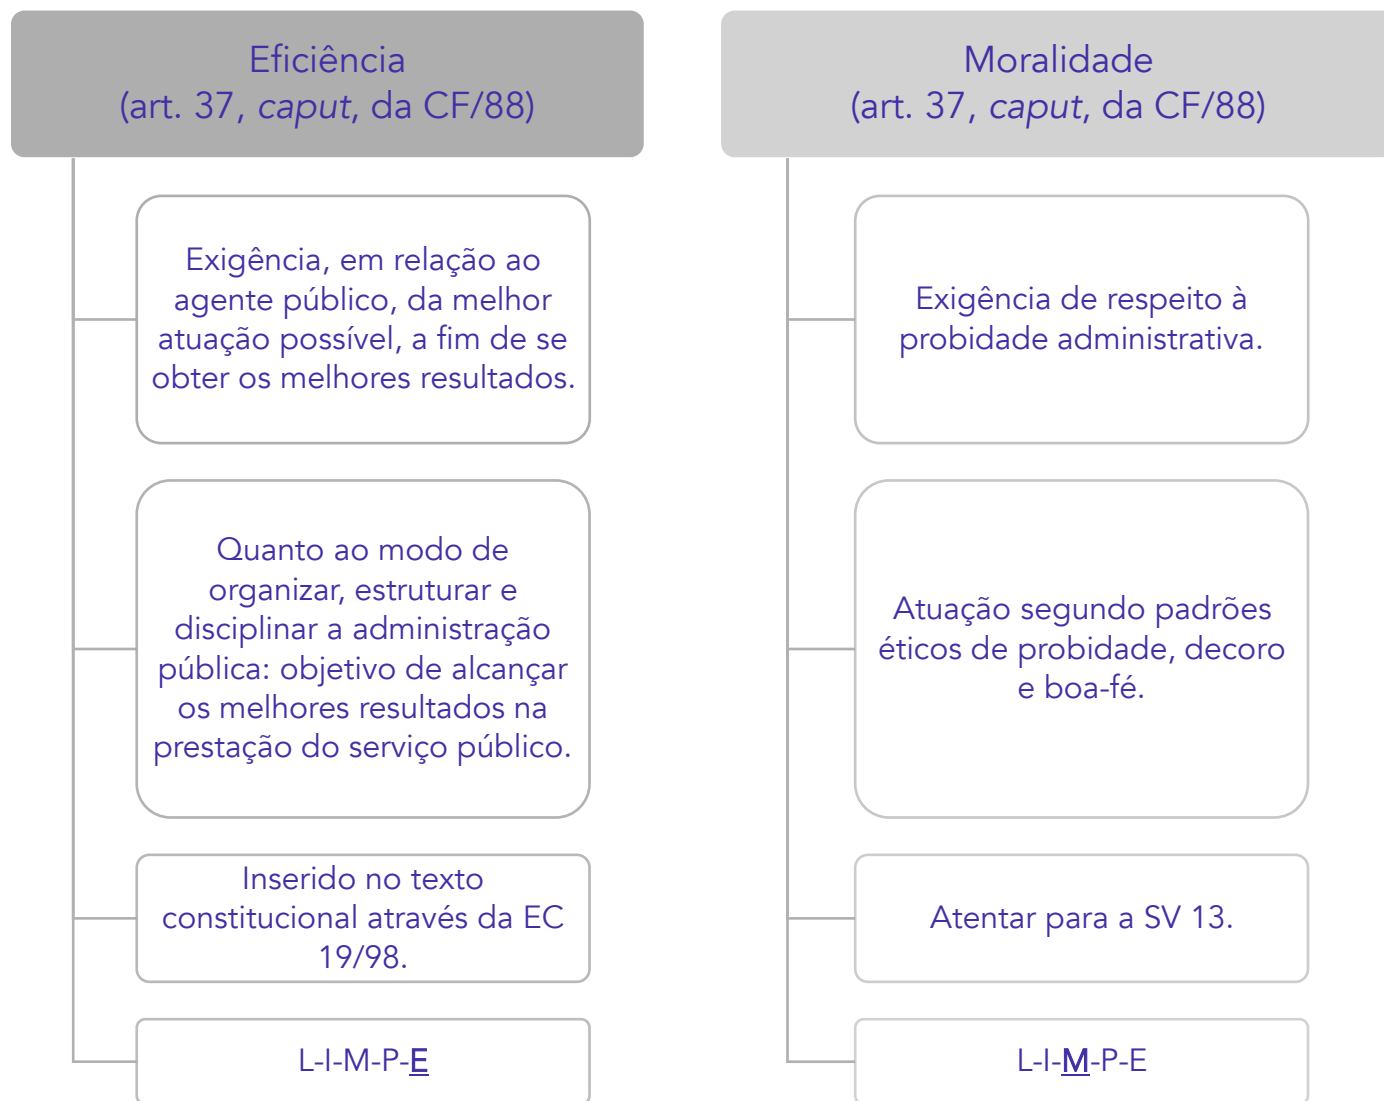 Eficiência
(art. 37, caput, da CF/88)
Exigência, em relação ao
agente público, da melhor
atuação possível, a fim de se
obter os melhores resultados.
Quanto ao modo de
organizar, estruturar e
disciplinar a administração
pública: objetivo de alcançar
os melhores resultados na
prestação do serviço público.
Inserido no texto
constitucional através da EC
19/98.
L-I-M-P-E
Moralidade
(art. 37, caput, da CF/88)
Exigência de respeito à
probidade administrativa.
Atuação segundo padrões
éticos de probidade, decoro
e boa-fé.
Atentar para a SV 13.
L-I-M-P-E